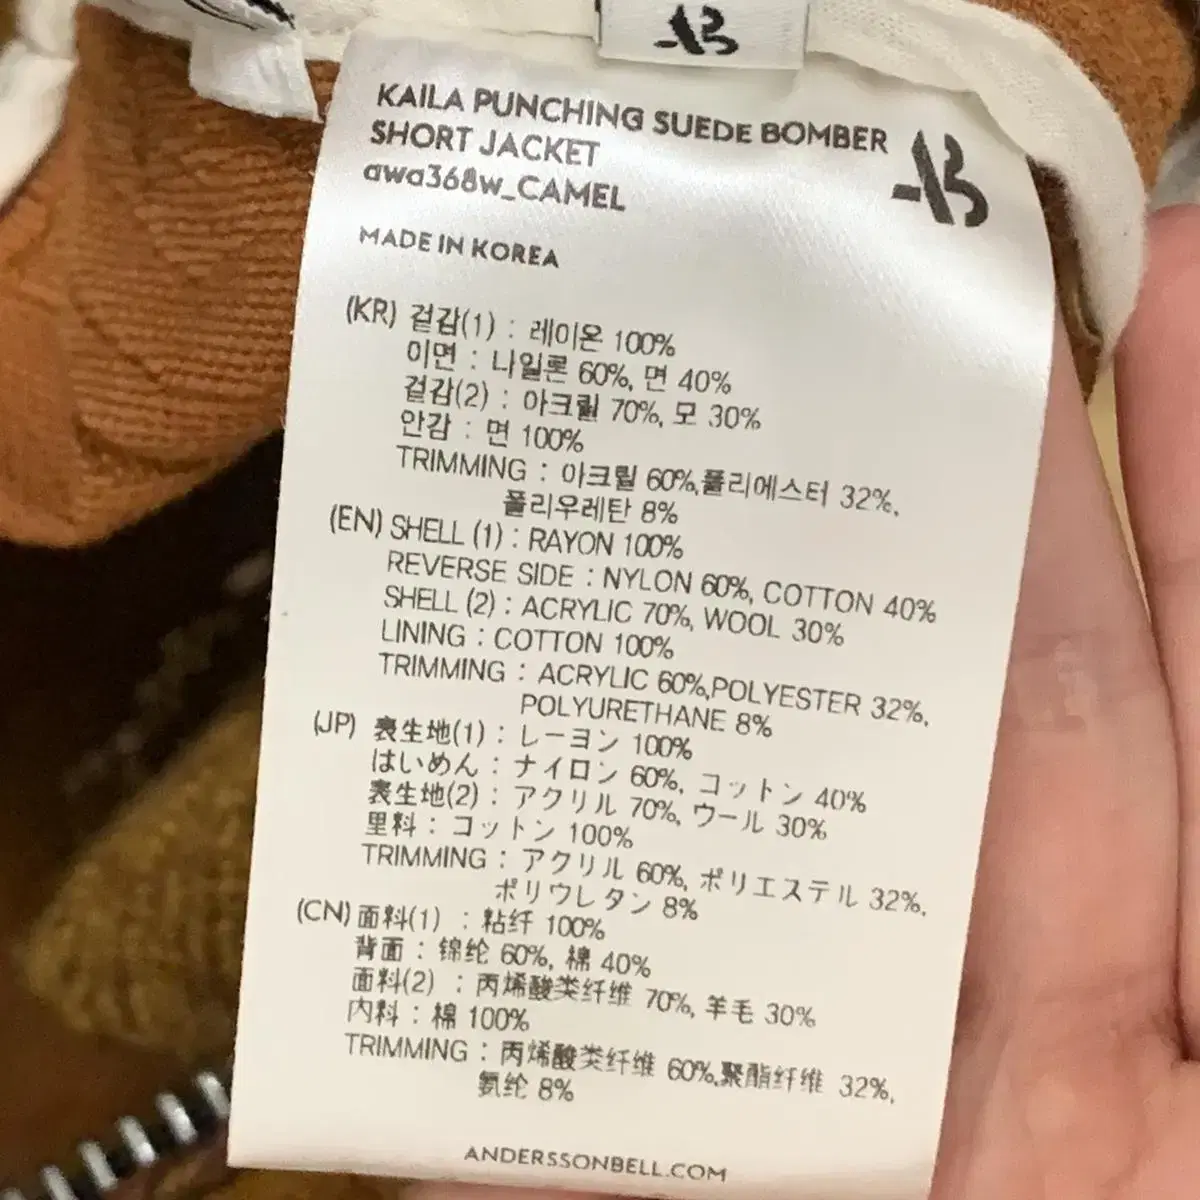 AB
KAILA PUNCHING SUEDE BOMBER
SHORT JACKET
awa368w_CAMEL
AB
MADE IN KOREA
(KR) 겉감(1) : 레이온 100%
이면 : 나일론 60%, 면 40%
겉감(2) : 아크릴 70%, 모 30%
안감 : 면 100%
TRIMMING : 아크릴 60%,폴리에스터 32%,
폴리우레탄 8%
(EN) SHELL (1) : RAYON 100%
REVERSE SIDE : NYLON 60%, COTTON 40%
SHELL (2) : ACRYLIC 70%, WOOL 30%
LINING : COTTON 100%
TRIMMING : ACRYLIC 60%,POLYESTER 32%,
POLYURETHANE 8%
(JP) 表生地(1) : レーヨン 100%
はいめん : ナイロン 60%, コットン 40%
表生地(2) : アクリル 70%, ウール 30%
里料 : コットン 100%
TRIMMING : アクリル 60%, ポリエステル 32%,
ポリウレタン 8%
(CN) 面料(1) : 粘纤 100%
背面 : 锦纶 60%, 棉 40%
面料(2) : 丙烯酸类纤维 70%, 羊毛 30%
内料 : 棉 100%
TRIMMING : 丙烯酸类纤维 60%,聚酯纤维 32%,
氨纶 8%
ANDERSSONBELL.COM